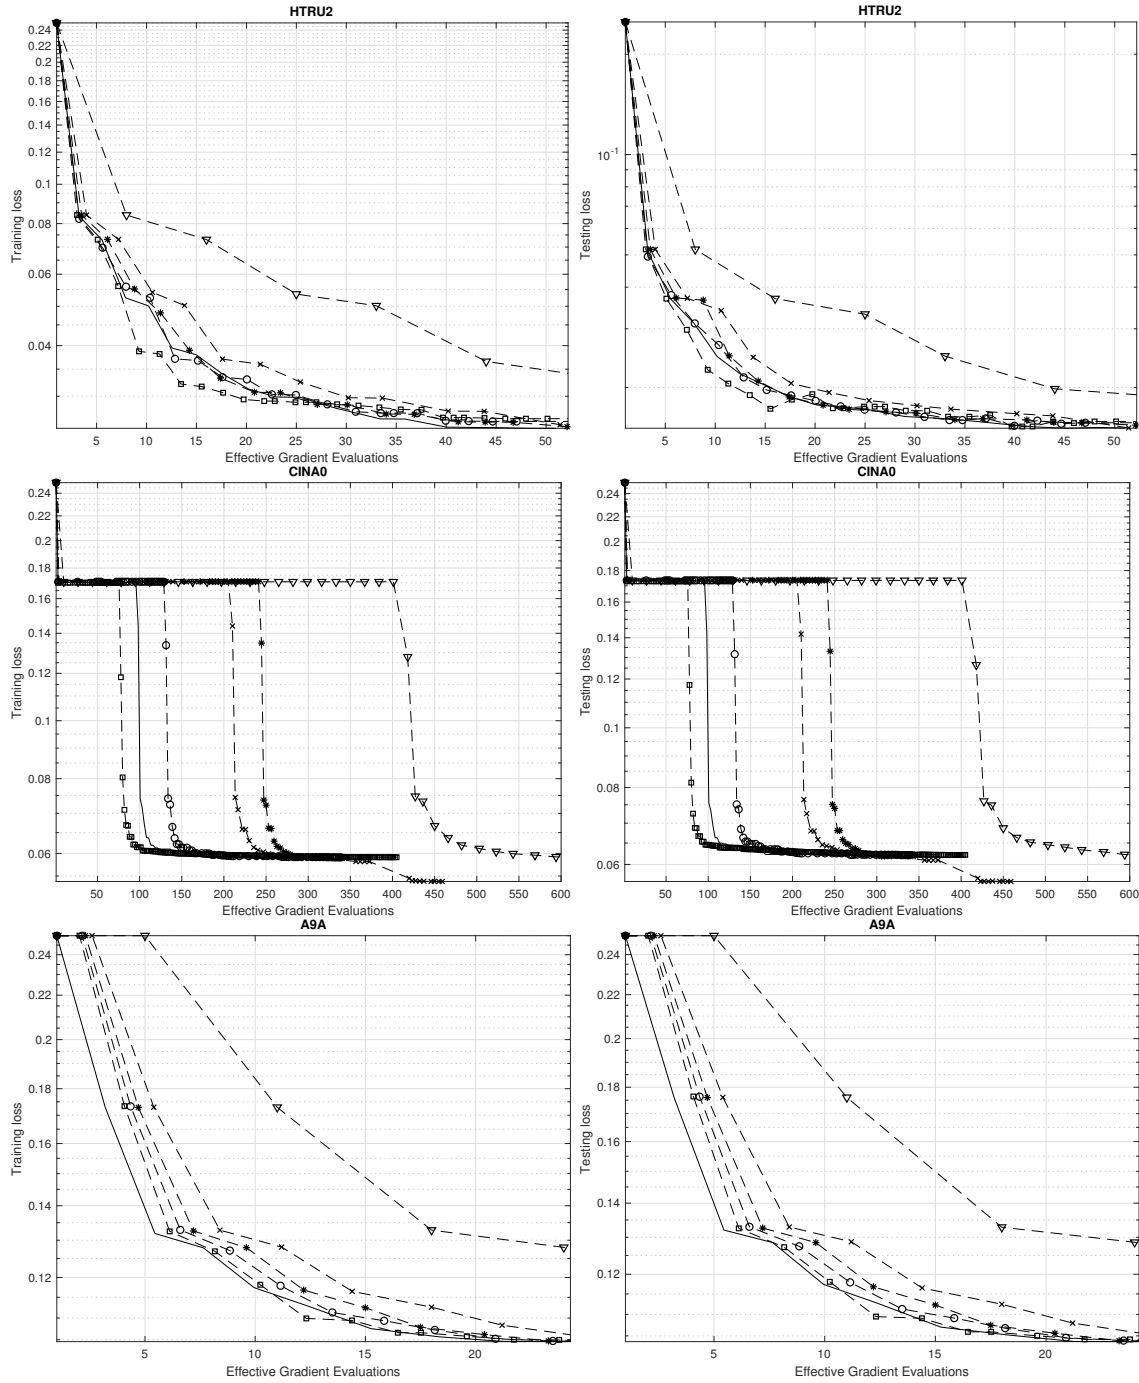 HTRU2
0.24
0.22
0.2
0.18
0.16
0.14
0.12
0.1
0.08
0.06
0.04
Training loss
5 10 15 20 25 30 35 40 45 50
Effective Gradient Evaluations
HTRU2
10^-1
Testing loss
5 10 15 20 25 30 35 40 45 50
Effective Gradient Evaluations
CINA0
0.24
0.22
0.2
0.18
0.16
0.14
0.12
0.1
0.08
0.06
Training loss
50 100 150 200 250 300 350 400 450 500 550 600
Effective Gradient Evaluations
CINA0
0.24
0.22
0.2
0.18
0.16
0.14
0.12
0.1
0.08
0.06
Testing loss
50 100 150 200 250 300 350 400 450 500 550 600
Effective Gradient Evaluations
A9A
0.24
0.22
0.2
0.18
0.16
0.14
0.12
Training loss
5 10 15 20
Effective Gradient Evaluations
A9A
0.24
0.22
0.2
0.18
0.16
0.14
0.12
Testing loss
5 10 15 20
Effective Gradient Evaluations